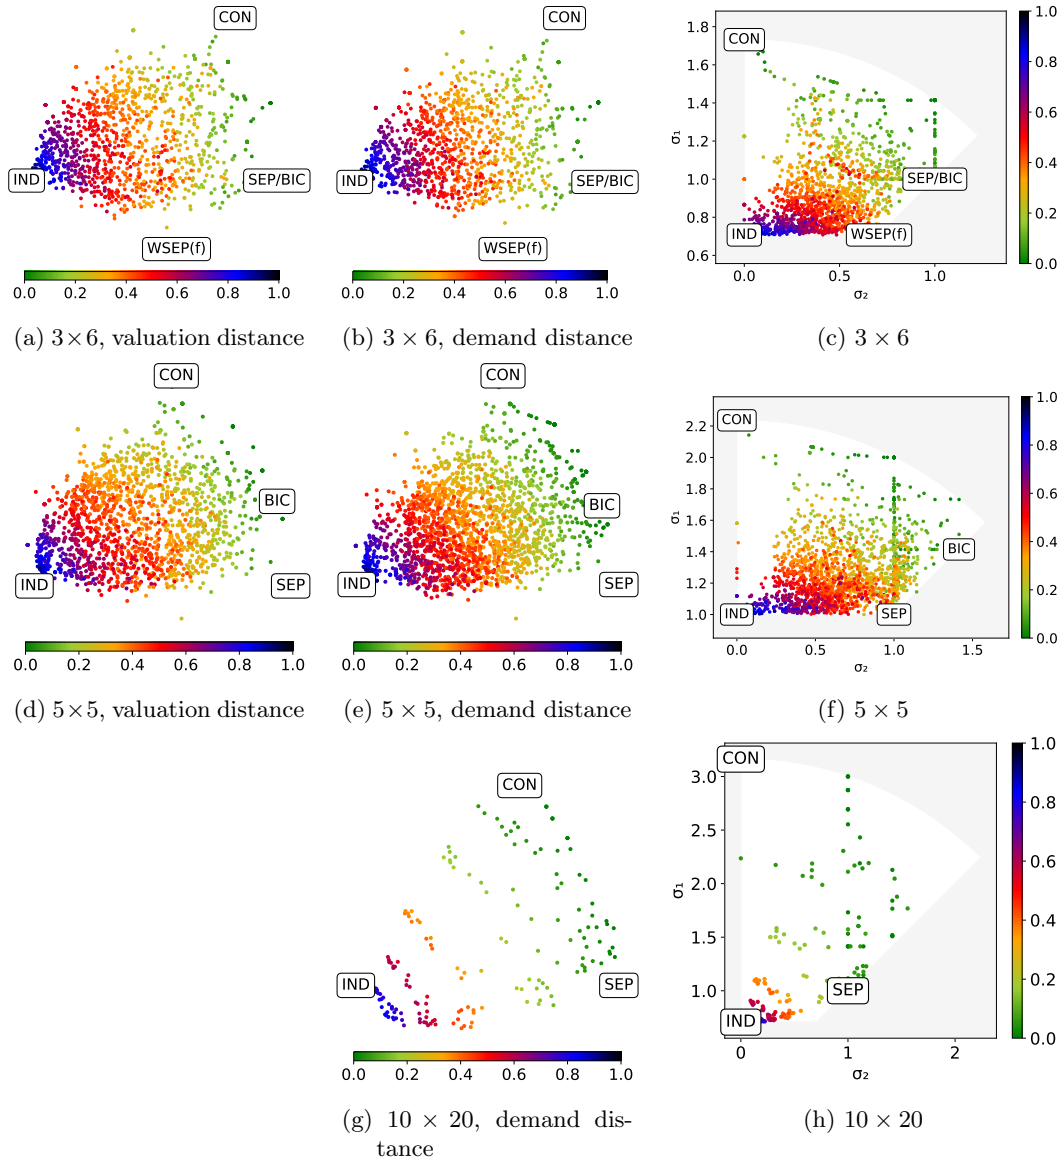 CON
IND
SEP/BIC
WSEP(f)
0.0 0.2 0.4 0.6 0.8 1.0
(a) 3×6, valuation distance
CON
IND
SEP/BIC
WSEP(f)
0.0 0.2 0.4 0.6 0.8 1.0
(b) 3 × 6, demand distance
1.8
1.6
1.4
1.2
1.0
0.8
0.6
σ₁
CON
SEP/BIC
IND
WSEP(f)
0.0 0.5 1.0
σ₂
1.0
0.8
0.6
0.4
0.2
0.0
(c) 3 × 6
CON
BIC
IND
SEP
0.0 0.2 0.4 0.6 0.8 1.0
(d) 5×5, valuation distance
CON
BIC
IND
SEP
0.0 0.2 0.4 0.6 0.8 1.0
(e) 5 × 5, demand distance
2.2
2.0
1.8
1.6
1.4
1.2
1.0
σ₁
CON
BIC
IND
SEP
0.0 0.5 1.0 1.5
σ₂
1.0
0.8
0.6
0.4
0.2
0.0
(f) 5 × 5
CON
IND
SEP
0.0 0.2 0.4 0.6 0.8 1.0
(g) 10 × 20, demand dis-
tance
3.0
2.5
2.0
1.5
1.0
σ₁
CON
SEP
IND
0 1 2
σ₂
1.0
0.8
0.6
0.4
0.2
0.0
(h) 10 × 20